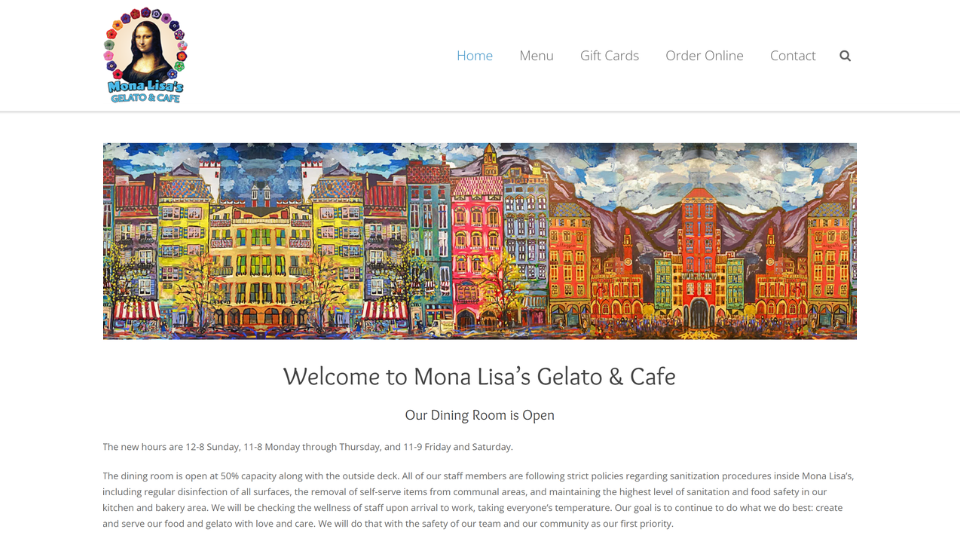 Mona Lisa's
GELATO & CAFE
Home
Menu
Gift Cards
Order Online
Contact
Welcome to Mona Lisa’s Gelato & Cafe
Our Dining Room is Open
The new hours are 12-8 Sunday, 11-8 Monday through Thursday, and 11-9 Friday and Saturday.
The dining room is open at 50% capacity along with the outside deck. All of our staff members are following strict policies regarding sanitization procedures inside Mona Lisa’s,
including regular disinfection of all surfaces, the removal of self-serve items from communal areas, and maintaining the highest level of sanitation and food safety in our
kitchen and bakery area. We will be checking the wellness of staff upon arrival to work, taking everyone’s temperature. Our goal is to continue to do what we do best: create
and serve our food and gelato with love and care. We will do that with the safety of our team and our community as our first priority.